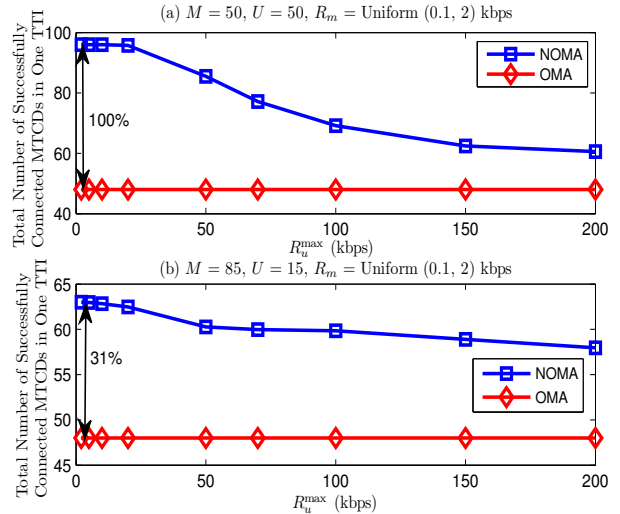 (a) M = 50, U = 50, R_m = Uniform (0.1, 2) kbps
Total Number of Successfully
Connected MTCDs in One TTI
100
80
60
40
100%
NOMA
OMA
0 50 100 150 200
R_u^max (kbps)
(b) M = 85, U = 15, R_m = Uniform (0.1, 2) kbps
Total Number of Successfully
Connected MTCDs in One TTI
65
60
55
50
45
31%
NOMA
OMA
0 50 100 150 200
R_u^max (kbps)